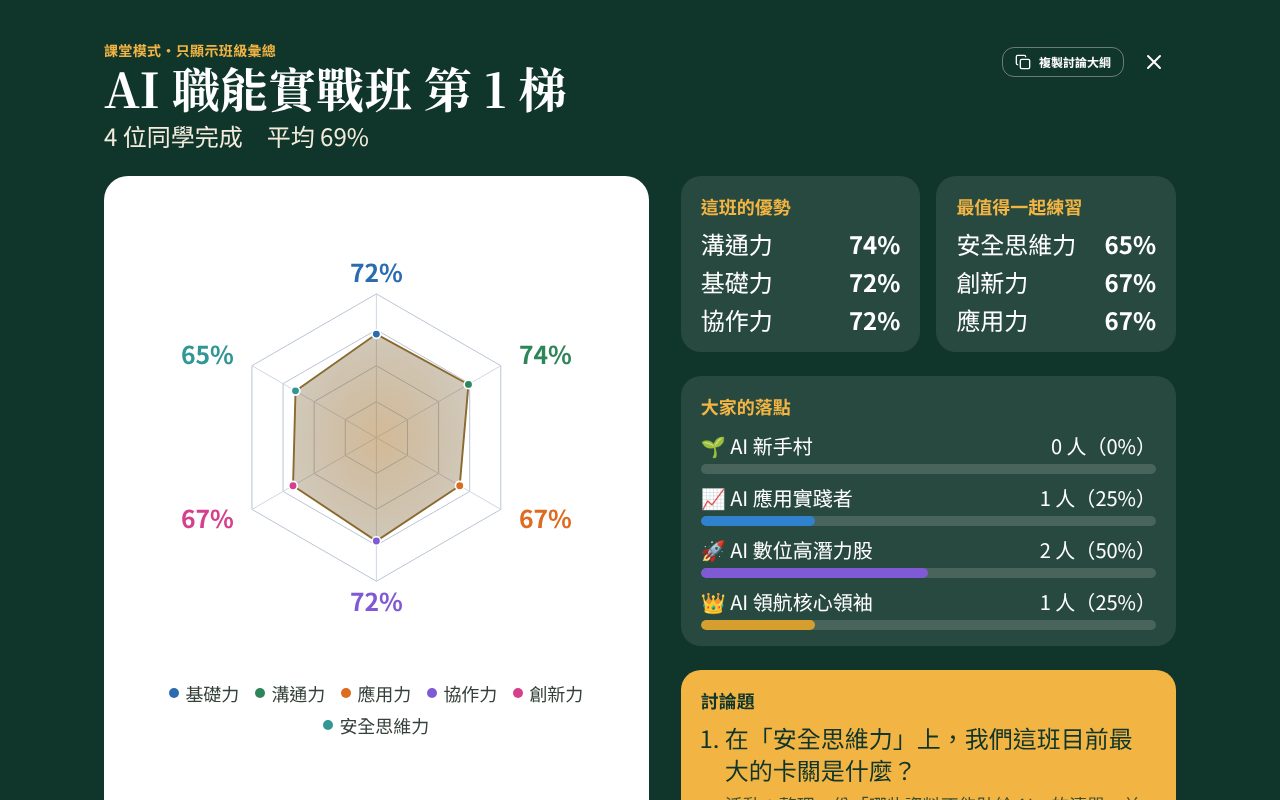 課堂模式・只顯示班級彙總
AI 職能實戰班 第 1 梯
4 位同學完成 平均 69%
複製討論大綱
72%
65%
74%
67%
67%
72%
基礎力 溝通力 應用力 協作力 創新力
安全思維力
這班的優勢
溝通力 74%
基礎力 72%
協作力 72%
最值得一起練習
安全思維力 65%
創新力 67%
應用力 67%
大家的落點
AI 新手村 0 人（0%）
AI 應用實踐者 1 人（25%）
AI 數位高潛力股 2 人（50%）
AI 領航核心領袖 1 人（25%）
討論題
1. 在「安全思維力」上，我們這班目前最
大的卡關是什麼？